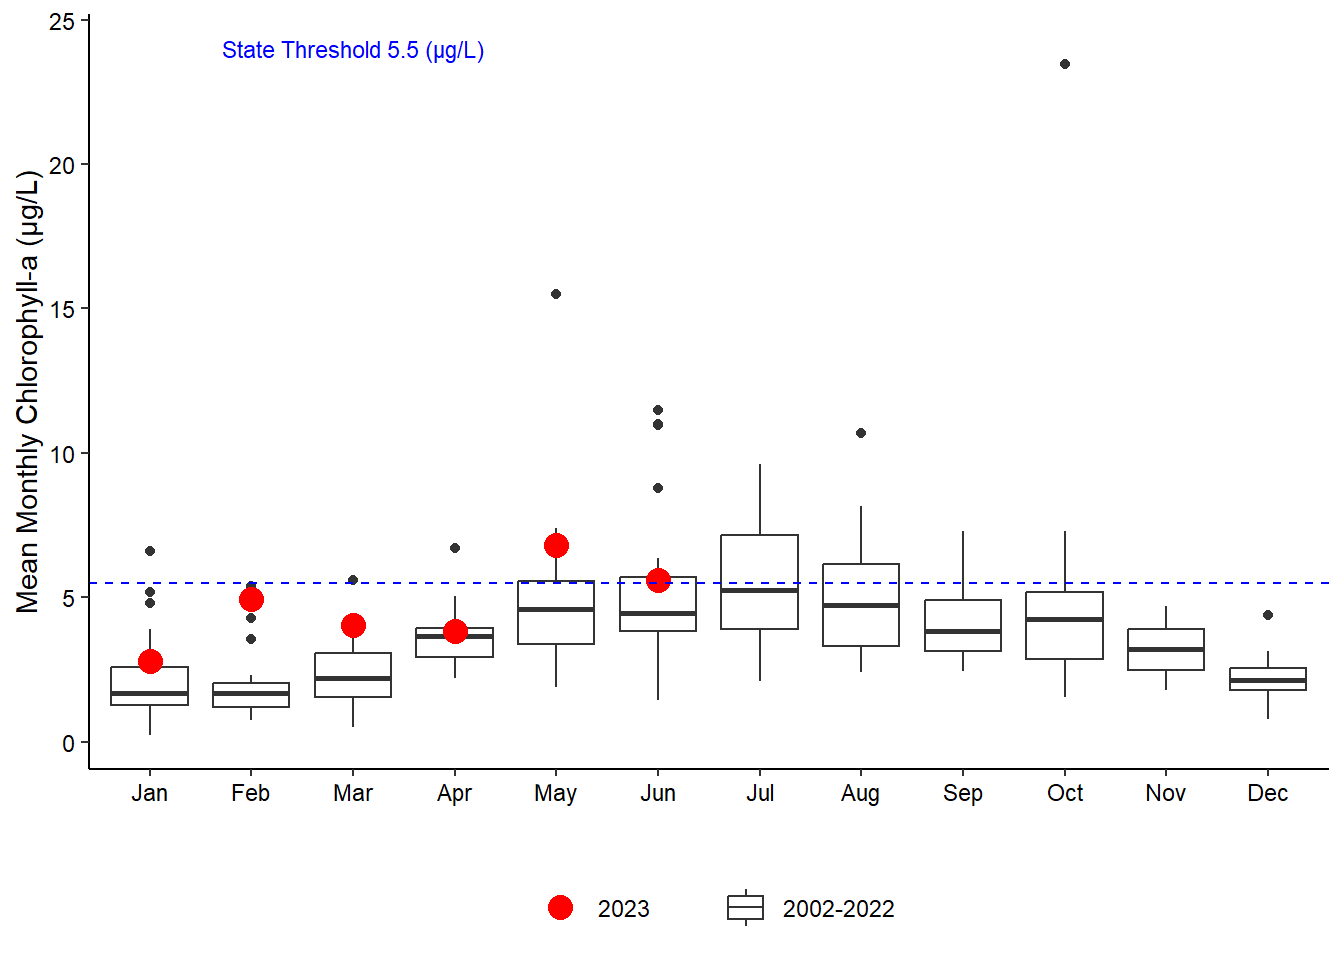 State Threshold 5.5 (µg/L)
Mean Monthly Chlorophyll-a (µg/L)
25
20
15
10
5
0
Jan Feb Mar Apr May Jun Jul Aug Sep Oct Nov Dec
2023 2002-2022